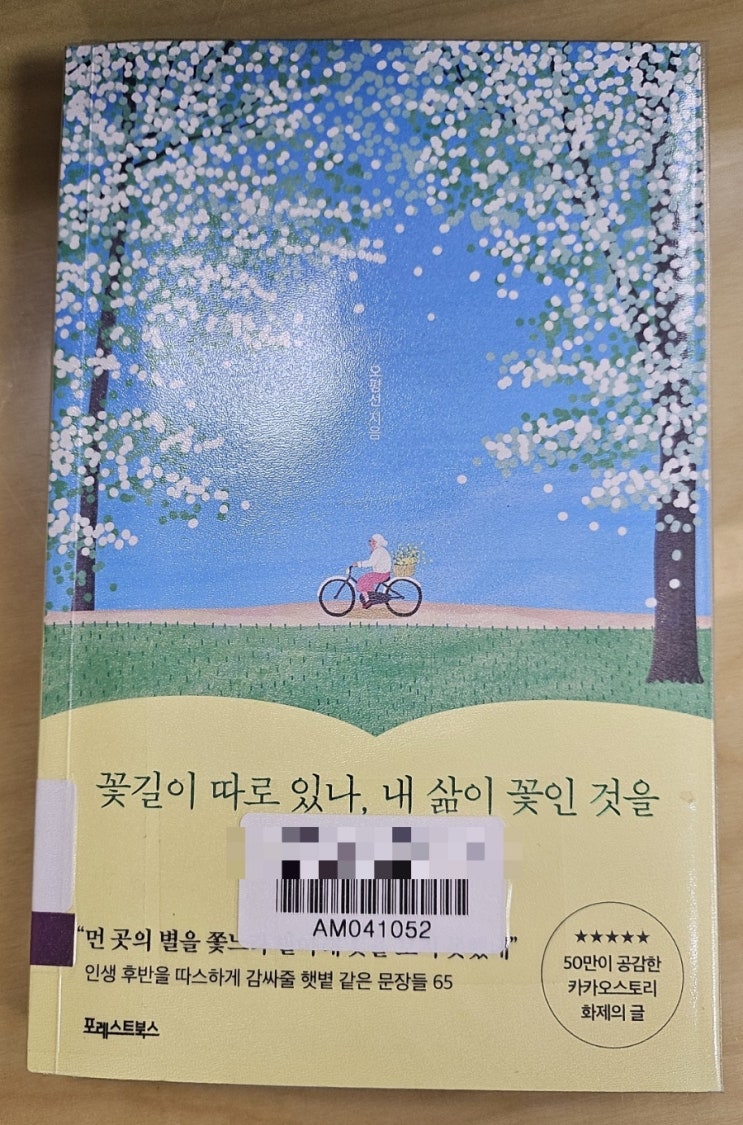 오평선 지음
꽃길이 따로 있나, 내 삶이 꽃인 것을
AM041052
“먼 곳의 별을
인생 후반을 따스하게 감싸줄 햇볕 같은 문장들 65
포레스트북스
★★★★★
50만이 공감한
카카오스토리
화제의 글